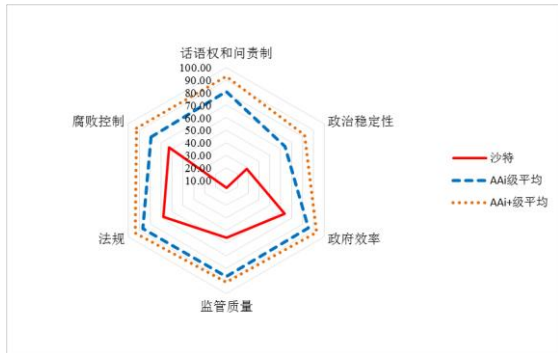 话语权和问责制
100.00
90.00
80.00
70.00
60.00
50.00
40.00
30.00
20.00
10.00
政治稳定性
政府效率
监管质量
法规
腐败控制
沙特
AAi级平均
AAi+级平均